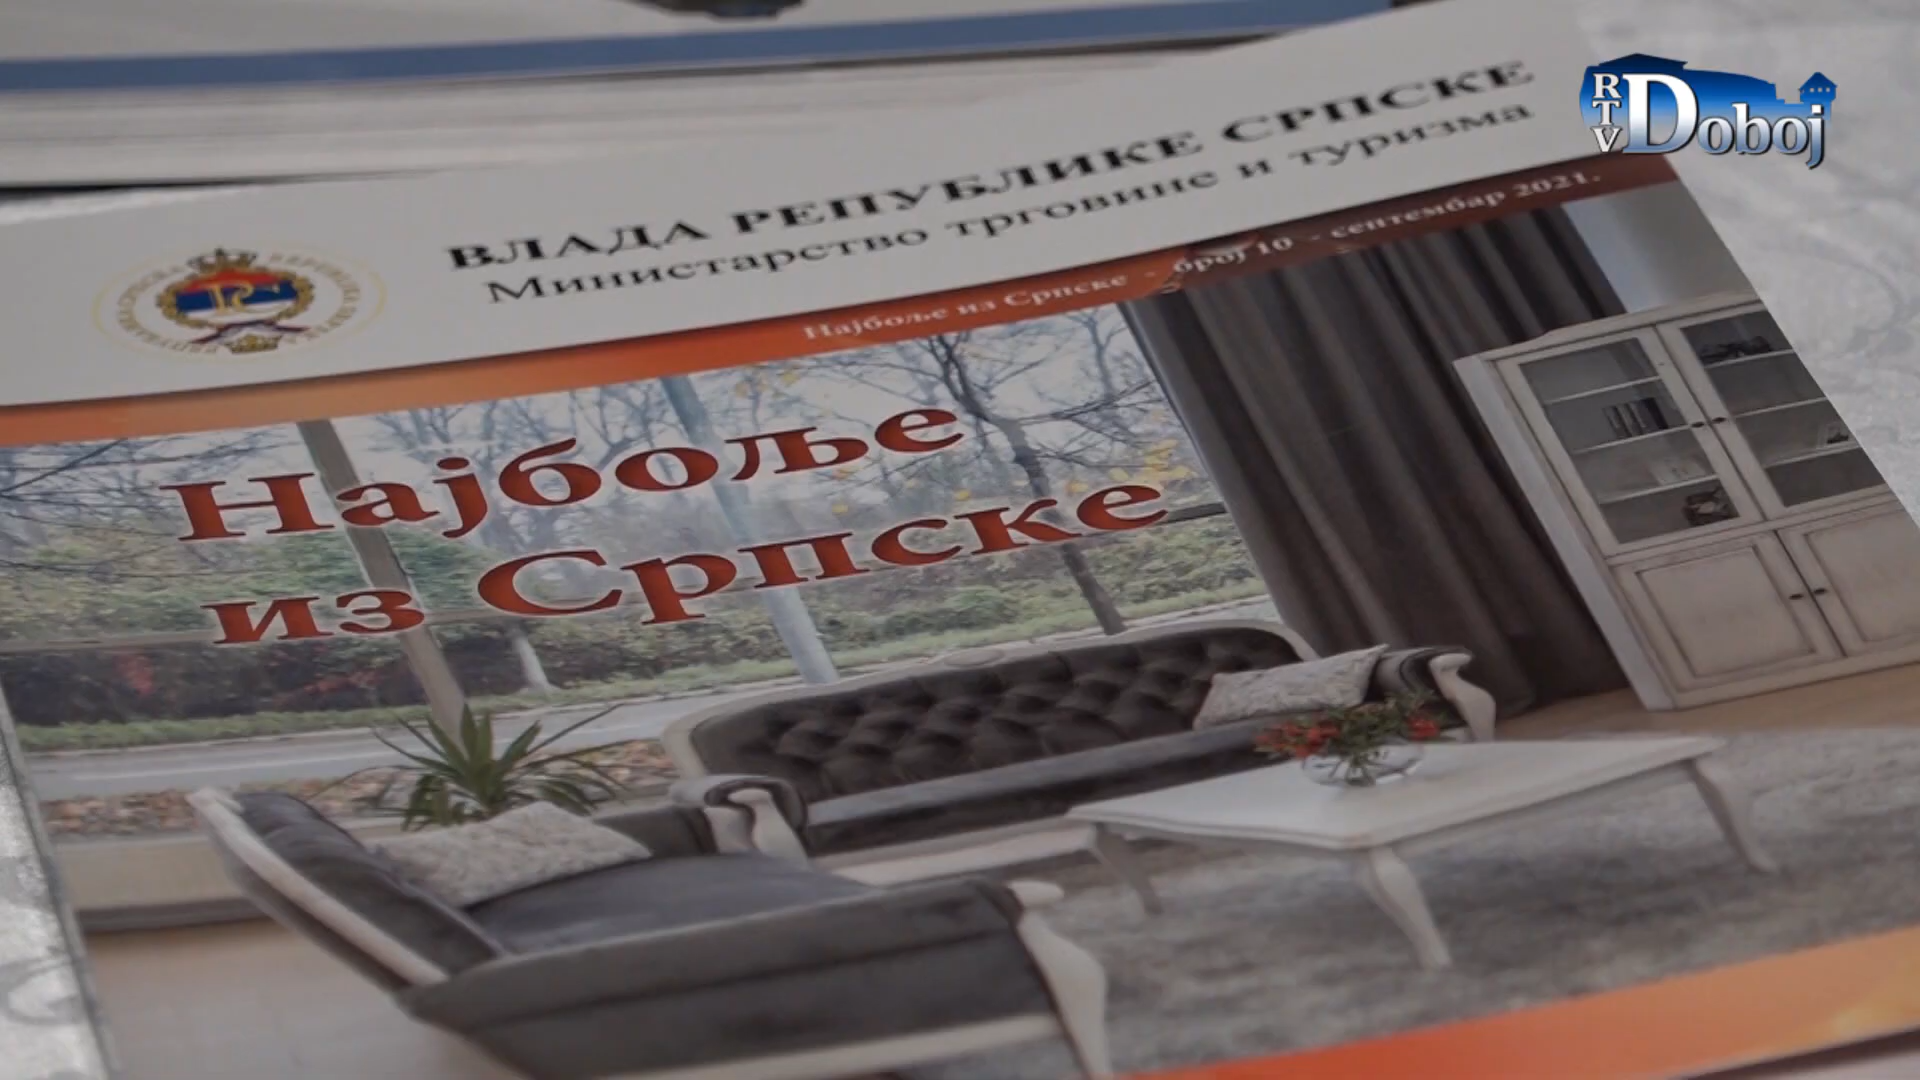 RTV Doboj
ВЛАДА РЕПУБЛИКЕ СРПСКЕ
Министарство трговине и туризма
Најбоље из Српске - број 10 - септембар 2021.
Најбоље
из Српске